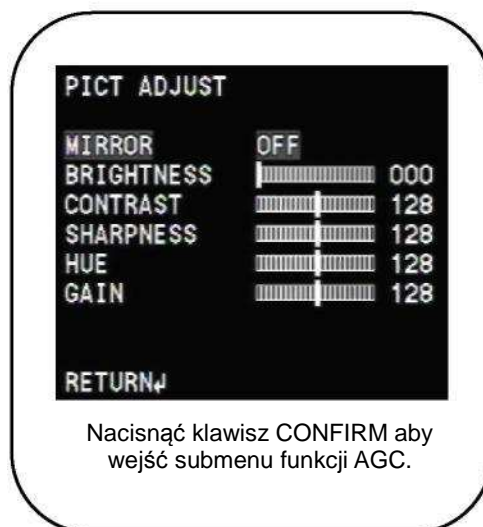 PICT ADJUST
MIRROR OFF
BRIGHTNESS 000
CONTRAST 128
SHARPNESS 128
HUE 128
GAIN 128
RETURN↵
Nacisnąć klawisz CONFIRM aby
wejść submenu funkcji AGC.